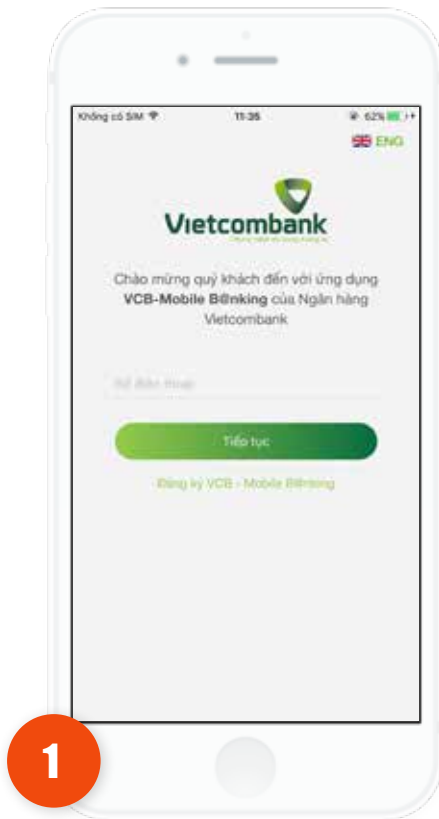 Không có SIM 11:35 62%
ENG
Vietcombank
Chào mừng quý khách đến với ứng dụng
VCB-Mobile B@nking của Ngân hàng
Vietcombank
Số điện thoại
Tiếp tục
Đăng ký VCB - Mobile B@nking
1